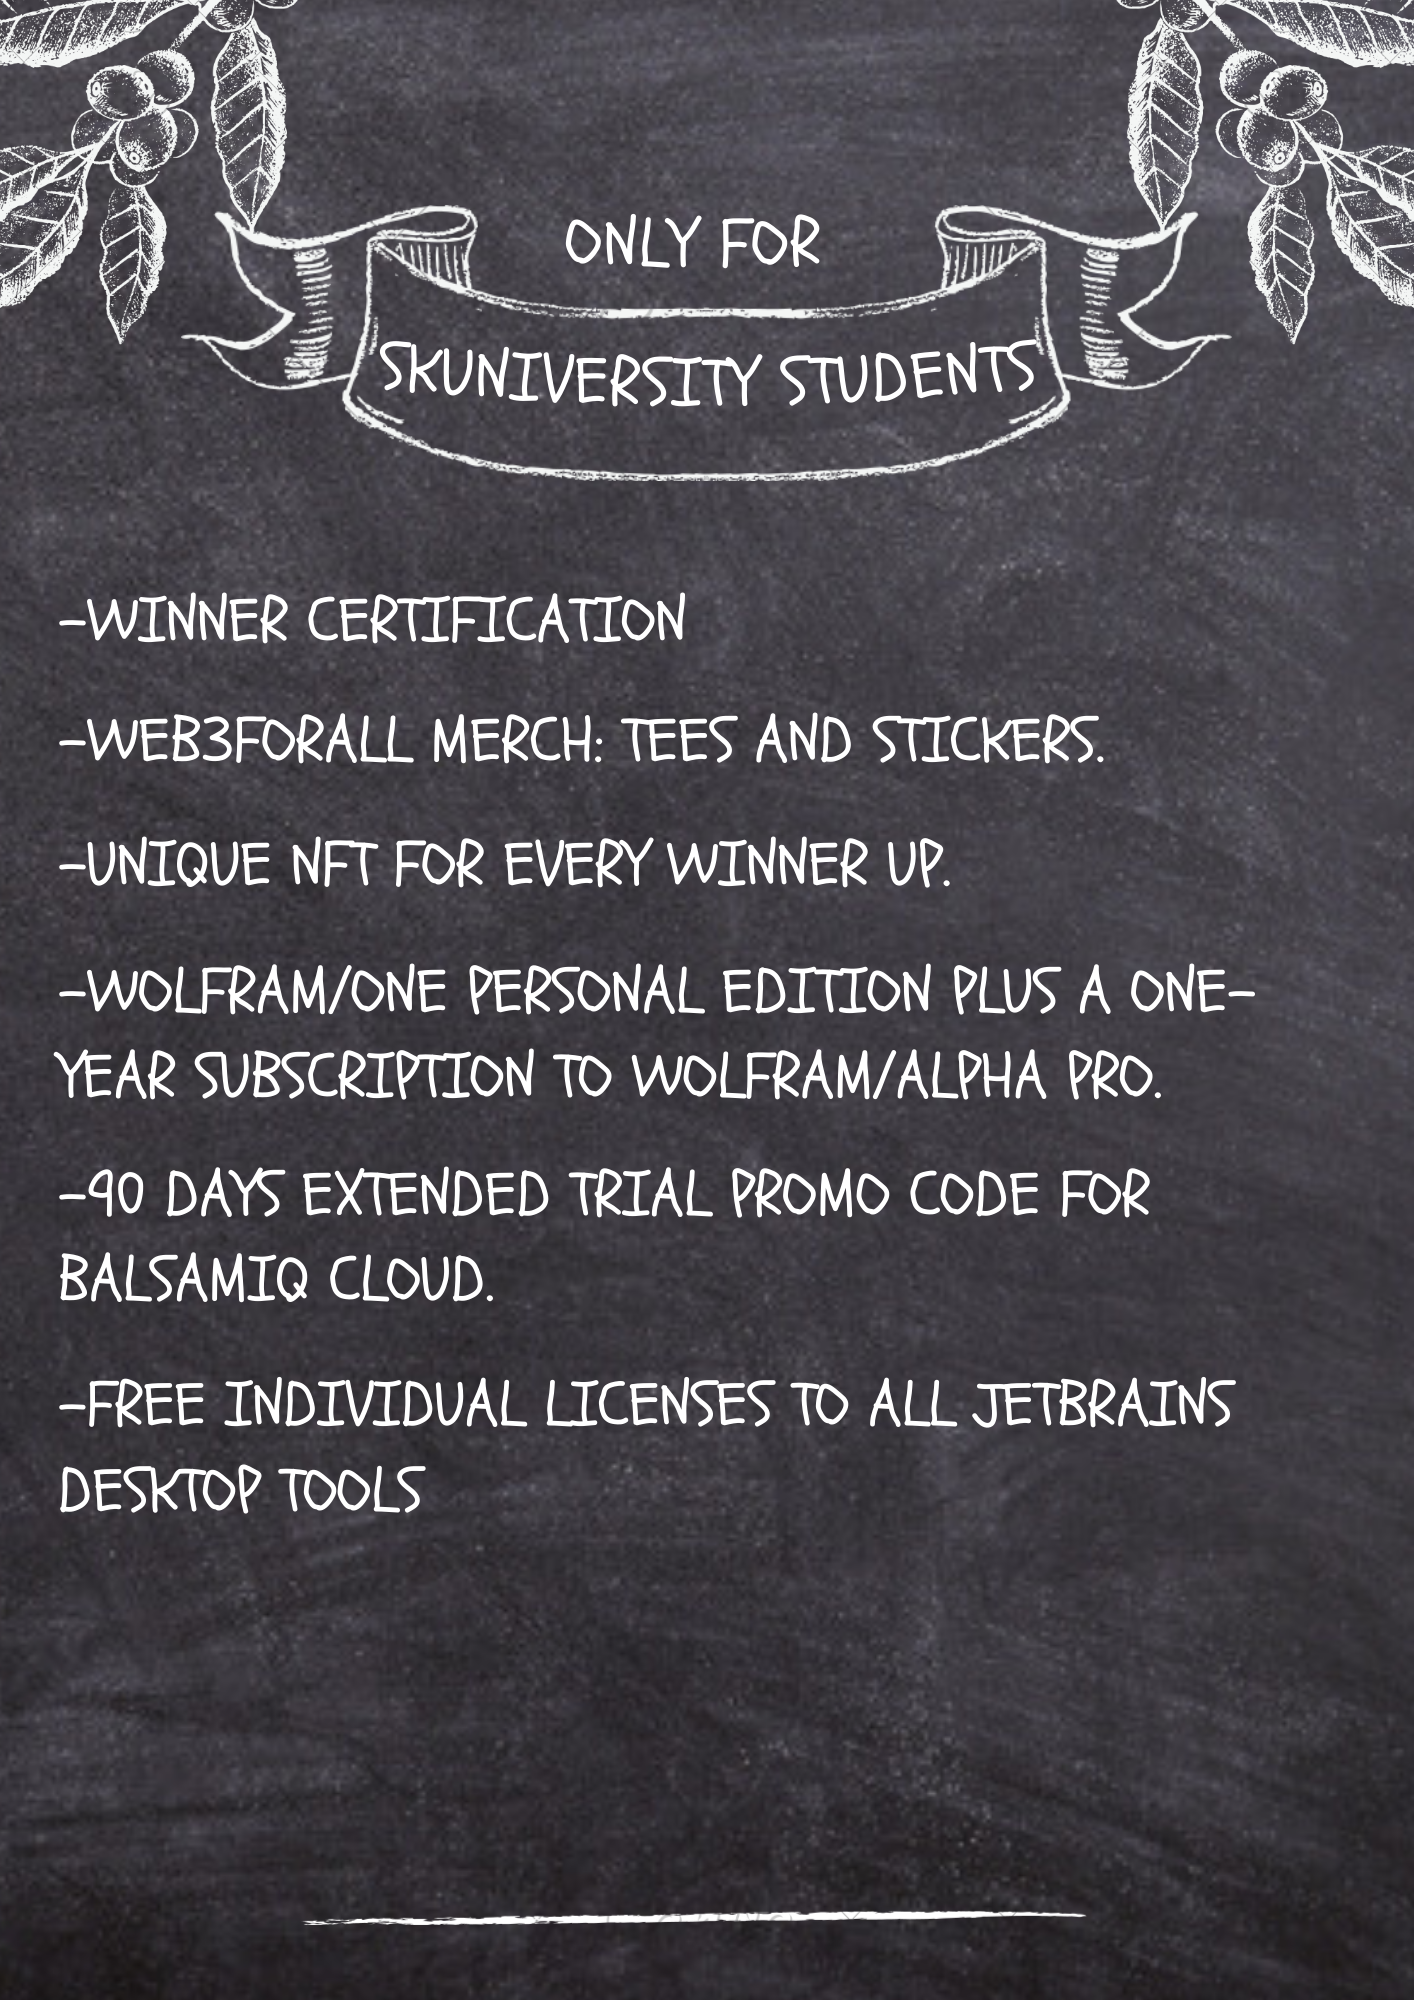 ONLY FOR
SKUNIVERSITY STUDENTS
-WINNER CERTIFICATION
-WEB3FORALL MERCH: TEES AND STICKERS.
-UNIQUE NFT FOR EVERY WINNER UP.
-WOLFRAM/ONE PERSONAL EDITION PLUS A ONE-
YEAR SUBSCRIPTION TO WOLFRAM/ALPHA PRO.
-90 DAYS EXTENDED TRIAL PROMO CODE FOR
BALSAMIQ CLOUD.
-FREE INDIVIDUAL LICENSES TO ALL JETBRAINS
DESKTOP TOOLS